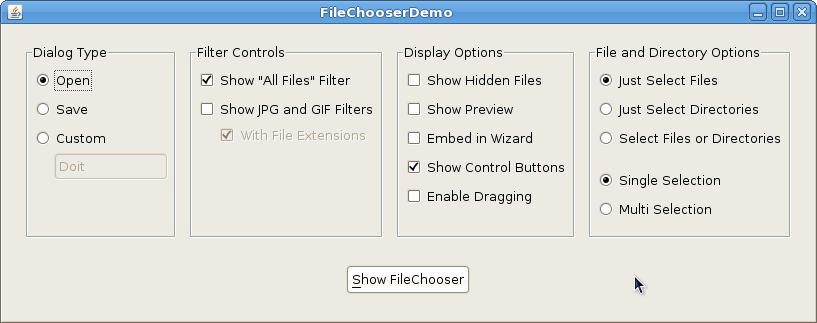 FileChooserDemo
Dialog Type
Open
Save
Custom
Doit
Filter Controls
Show "All Files" Filter
Show JPG and GIF Filters
With File Extensions
Display Options
Show Hidden Files
Show Preview
Embed in Wizard
Show Control Buttons
Enable Dragging
File and Directory Options
Just Select Files
Just Select Directories
Select Files or Directories
Single Selection
Multi Selection
Show FileChooser